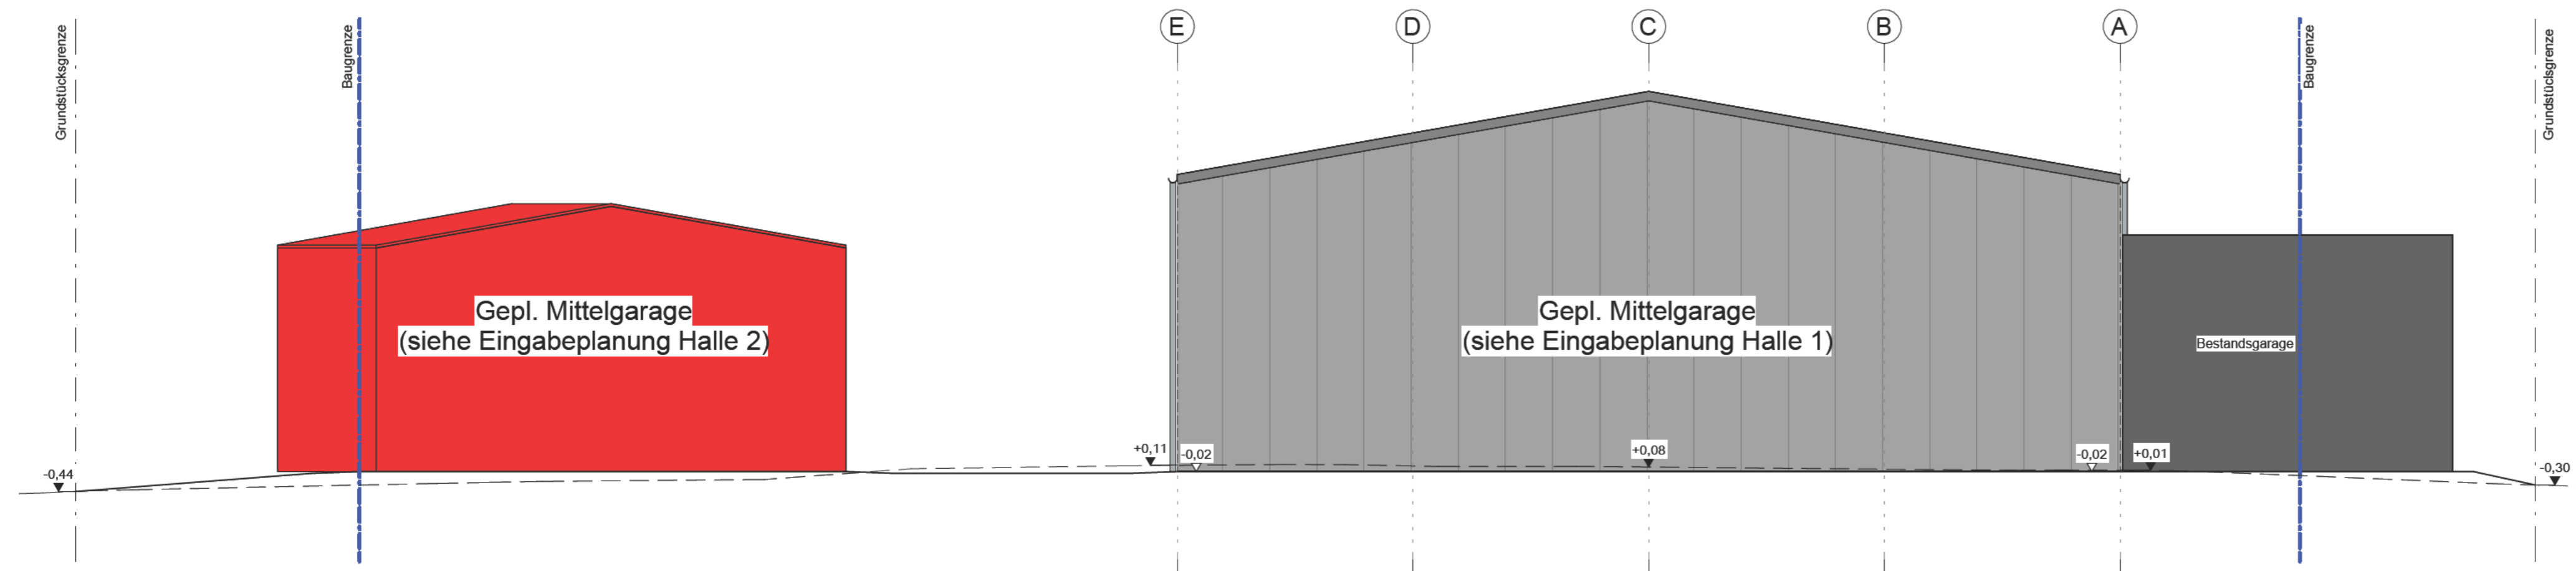 Grundstücksgrenze
Baugrenze
E
D
C
B
A
Baugrenze
Grundstüclsgrenze
Gepl. Mittelgarage
(siehe Eingabeplanung Halle 2)
Gepl. Mittelgarage
(siehe Eingabeplanung Halle 1)
Bestandsgarage
-0,44
+0,11
-0,02
+0,08
-0,02
+0,01
-0,30